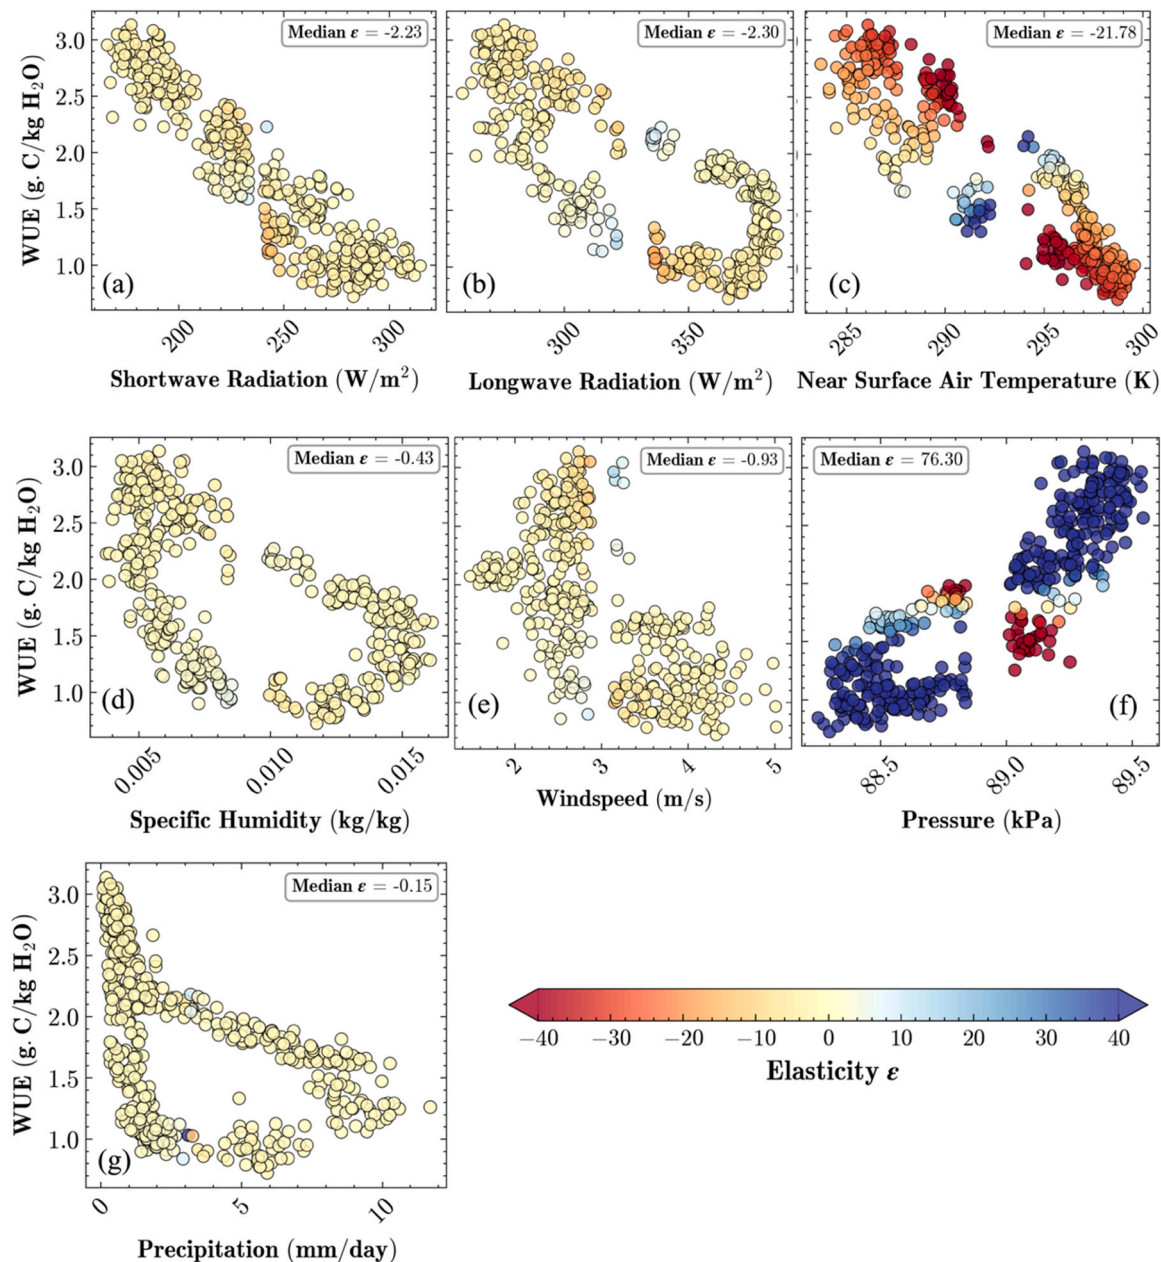 Median ε = -2.23
Median ε = -2.30
Median ε = -21.78
WUE (g. C/kg H₂O)
3.0
2.5
2.0
1.5
1.0
(a)
(b)
(c)
200
250
300
300
350
285
290
295
300
Shortwave Radiation (W/m²)
Longwave Radiation (W/m²)
Near Surface Air Temperature (K)
Median ε = -0.43
Median ε = -0.93
Median ε = 76.30
WUE (g. C/kg H₂O)
3.0
2.5
2.0
1.5
1.0
(d)
(e)
(f)
0.005
0.010
0.015
2
3
4
5
88.5
89.0
89.5
Specific Humidity (kg/kg)
Windspeed (m/s)
Pressure (kPa)
Median ε = -0.15
WUE (g. C/kg H₂O)
3.0
2.5
2.0
1.5
1.0
(g)
0
5
10
Precipitation (mm/day)
−40
−30
−20
−10
0
10
20
30
40
Elasticity ε